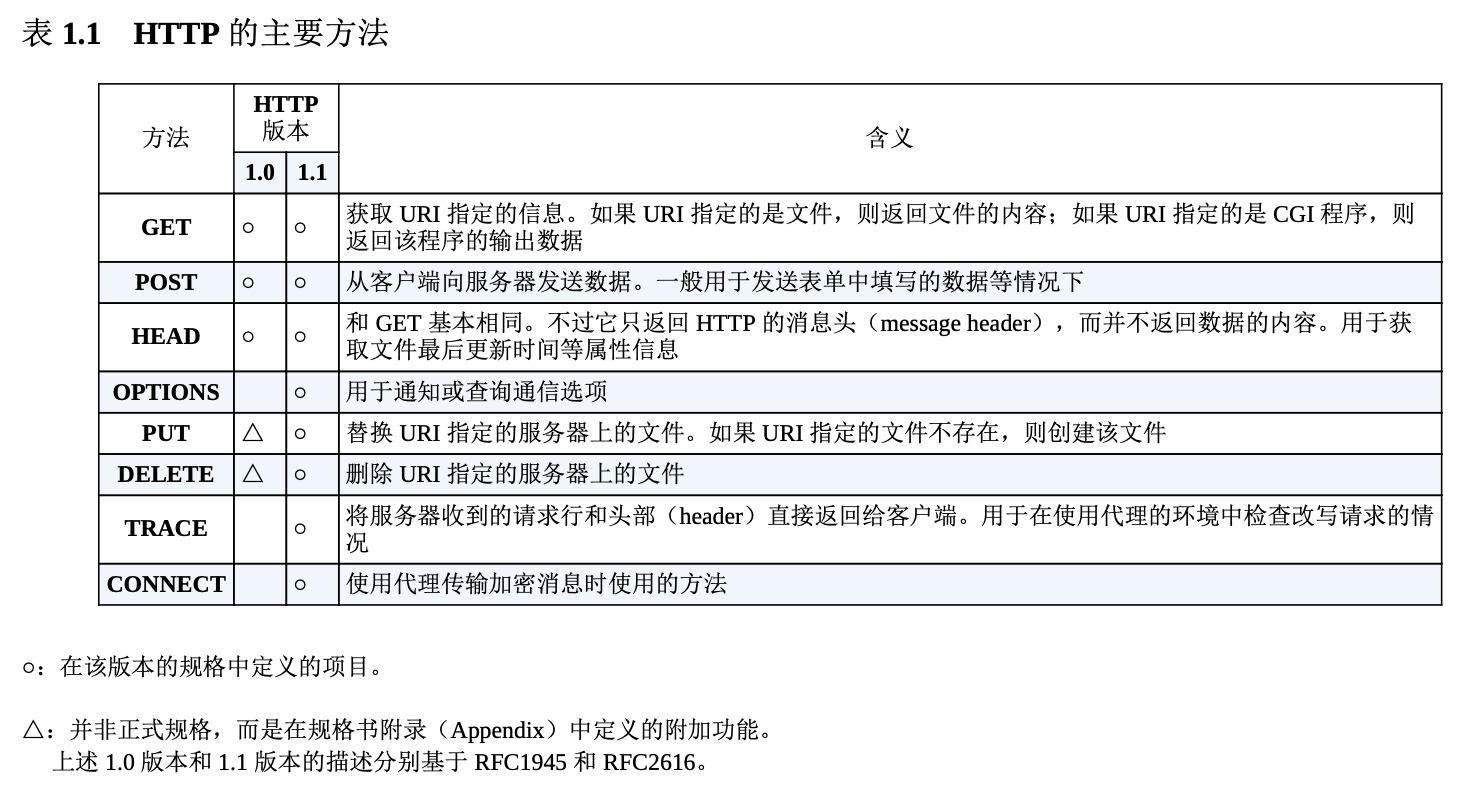 表 1.1 HTTP 的主要方法
方法
HTTP
版本
含义
1.0 1.1
GET ○ ○ 获取 URI 指定的信息。如果 URI 指定的是文件，则返回文件的内容；如果 URI 指定的是 CGI 程序，则
返回该程序的输出数据
POST ○ ○ 从客户端向服务器发送数据。一般用于发送表单中填写的数据等情况下
HEAD ○ ○ 和 GET 基本相同。不过它只返回 HTTP 的消息头（message header），而并不返回数据的内容。用于获
取文件最后更新时间等属性信息
OPTIONS ○ 用于通知或查询通信选项
PUT △ ○ 替换 URI 指定的服务器上的文件。如果 URI 指定的文件不存在，则创建该文件
DELETE △ ○ 删除 URI 指定的服务器上的文件
TRACE ○ 将服务器收到的请求行和头部（header）直接返回给客户端。用于在使用代理的环境中检查改写请求的情
况
CONNECT ○ 使用代理传输加密消息时使用的方法
○：在该版本的规格中定义的项目。
△：并非正式规格，而是在规格书附录（Appendix）中定义的附加功能。
上述 1.0 版本和 1.1 版本的描述分别基于 RFC1945 和 RFC2616。